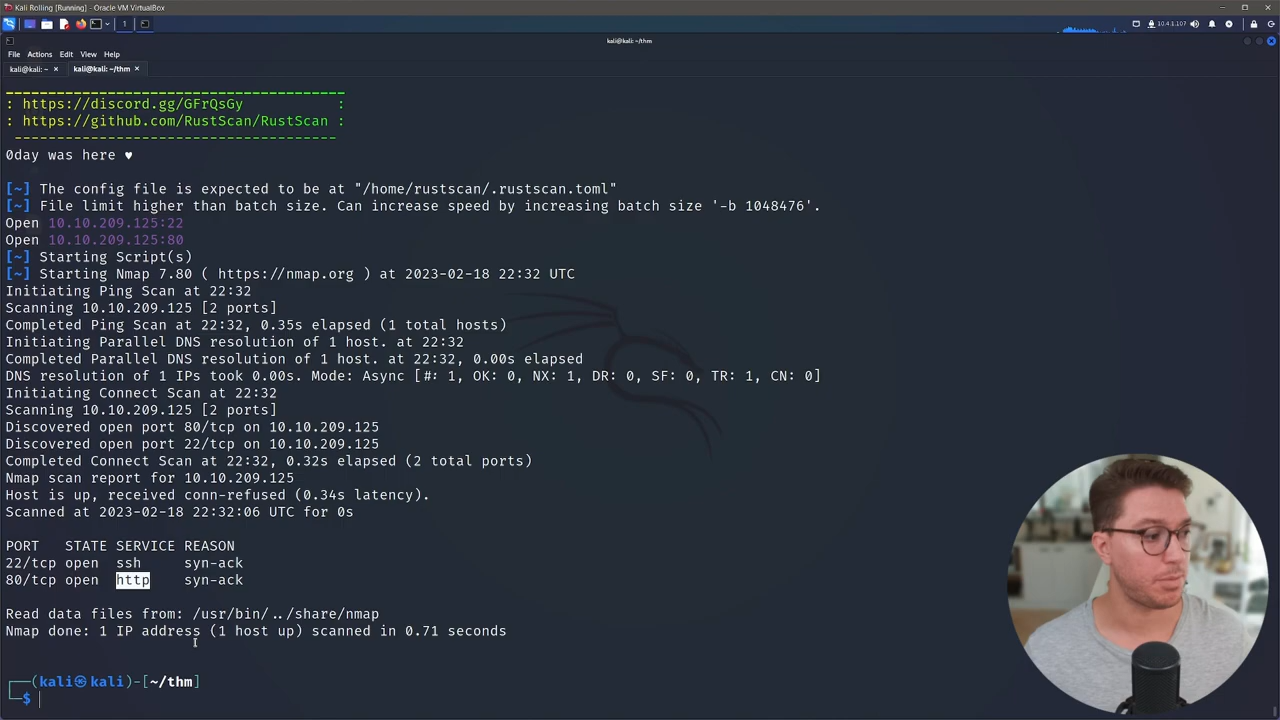 Kali Rolling [Running] - Oracle VM VirtualBox
1
10.4.1.107
kali@kali: ~/thm
File Actions Edit View Help
kali@kali: ~ × kali@kali: ~/thm ×
: https://discord.gg/GFrQsGy :
: https://github.com/RustScan/RustScan :
--------------------------------------
0day was here ♥
[~] The config file is expected to be at "/home/rustscan/.rustscan.toml"
[~] File limit higher than batch size. Can increase speed by increasing batch size '-b 1048476'.
Open 10.10.209.125:22
Open 10.10.209.125:80
[~] Starting Script(s)
[~] Starting Nmap 7.80 ( https://nmap.org ) at 2023-02-18 22:32 UTC
Initiating Ping Scan at 22:32
Scanning 10.10.209.125 [2 ports]
Completed Ping Scan at 22:32, 0.35s elapsed (1 total hosts)
Initiating Parallel DNS resolution of 1 host. at 22:32
Completed Parallel DNS resolution of 1 host. at 22:32, 0.00s elapsed
DNS resolution of 1 IPs took 0.00s. Mode: Async [#: 1, OK: 0, NX: 1, DR: 0, SF: 0, TR: 1, CN: 0]
Initiating Connect Scan at 22:32
Scanning 10.10.209.125 [2 ports]
Discovered open port 80/tcp on 10.10.209.125
Discovered open port 22/tcp on 10.10.209.125
Completed Connect Scan at 22:32, 0.32s elapsed (2 total ports)
Nmap scan report for 10.10.209.125
Host is up, received conn-refused (0.34s latency).
Scanned at 2023-02-18 22:32:06 UTC for 0s
PORT STATE SERVICE REASON
22/tcp open ssh syn-ack
80/tcp open http syn-ack
Read data files from: /usr/bin/../share/nmap
Nmap done: 1 IP address (1 host up) scanned in 0.71 seconds
┌──(kali㉿kali)-[~/thm]
└─$